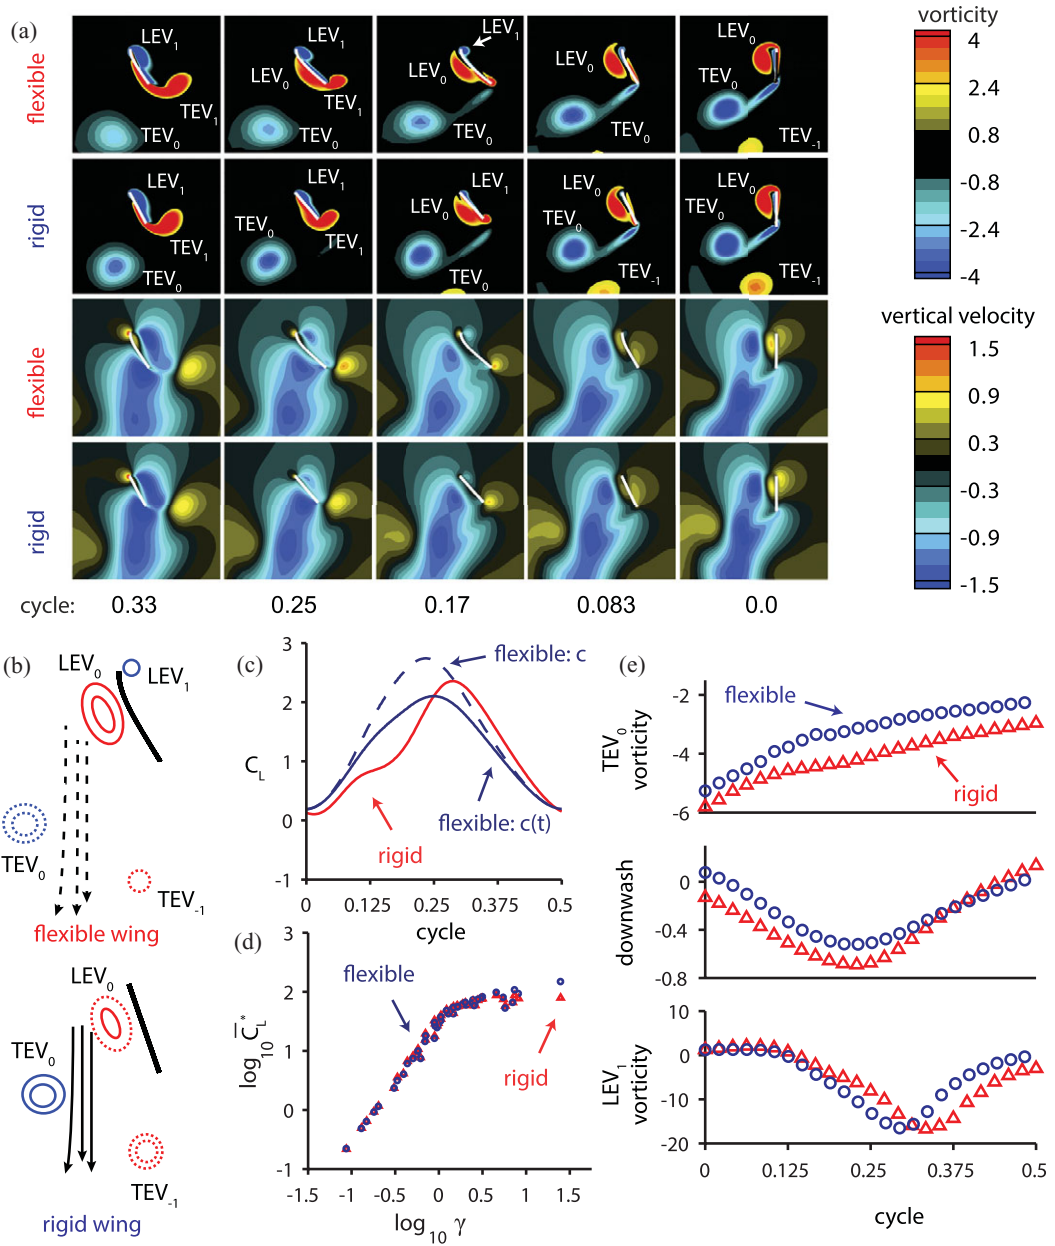 (a)
flexible
LEV1
TEV1
TEV0
LEV0
LEV1
TEV1
TEV0
LEV1
LEV0
TEV0
LEV0
TEV0
LEV0
TEV0
TEV-1
rigid
LEV1
TEV1
TEV0
LEV1
TEV0
TEV1
LEV0
TEV0
LEV0
TEV0
TEV-1
LEV0
TEV0
TEV-1
flexible
rigid
cycle: 0.33 0.25 0.17 0.083 0.0
vorticity
4
2.4
0.8
-0.8
-2.4
-4
vertical velocity
1.5
0.9
0.3
-0.3
-0.9
-1.5
(b)
LEV0
LEV1
TEV0
TEV-1
flexible wing
LEV0
TEV0
TEV-1
rigid wing
(c)
3
2
1
0
-1
CL
flexible: c
flexible: c(t)
rigid
0 0.125 0.25 0.375 0.5
cycle
(d)
3
2
1
0
-1
log10 C̅L*
flexible
rigid
-1.5 -1 -0.5 0 0.5 1 1.5
log10 γ
(e)
-2
-4
-6
TEV0
vorticity
flexible
rigid
0
-0.4
-0.8
downwash
10
0
-10
-20
LEV1
vorticity
0 0.125 0.25 0.375 0.5
cycle